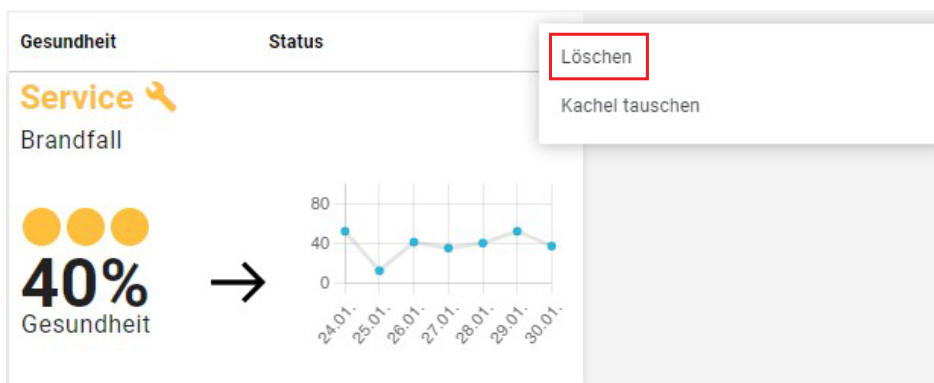 Gesundheit Status
Löschen
Kachel tauschen
Service
Brandfall
40%
Gesundheit
80
40
0
24.01. 25.01. 26.01. 27.01. 28.01. 29.01. 30.01.